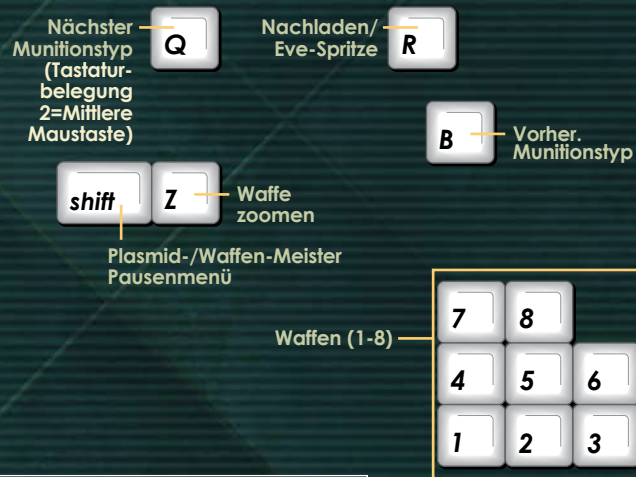 Nächster
Munitionstyp
(Tastatur-
belegung
2=Mittlere
Maustaste)
Q
Nachladen/
Eve-Spritze
R
B
Vorher.
Munitionstyp
shift
Z
Waffe
zoomen
Plasmid-/Waffen-Meister
Pausenmenü
Waffen (1-8)
7 8
4 5 6
1 2 3